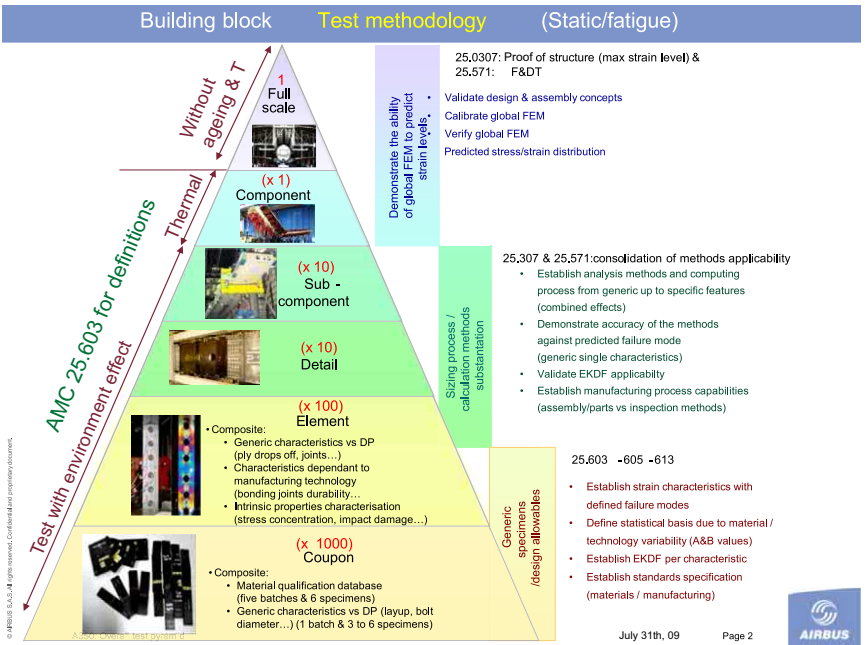 Building block Test methodology (Static/fatigue)
Without
ageing & T
Thermal
Test with environment effect
AMC 25.603 for definitions
1
Full
scale
(x 1)
Component
(x 10)
Sub -
component
(x 10)
Detail
(x 100)
Element
• Composite:
• Generic characteristics vs DP
(ply drops off, joints…)
• Characteristics dependant to
manufacturing technology
(bonding joints durability…
• Intrinsic properties characterisation
(stress concentration, impact damage…)
(x 1000)
Coupon
• Composite:
• Material qualification database
(five batches & 6 specimens)
• Generic characteristics vs DP (layup, bolt
diameter…) (1 batch & 3 to 6 specimens)
Demonstrate the ability
of global FEM to predict
strain levels
25.0307: Proof of structure (max strain level) &
25.571: F&DT
• Validate design & assembly concepts
• Calibrate global FEM
• Verify global FEM
Predicted stress/strain distribution
Sizing process /
calculation methods
substantation
25.307 & 25.571:consolidation of methods applicability
• Establish analysis methods and computing
process from generic up to specific features
(combined effects)
• Demonstrate accuracy of the methods
against predicted failure mode
(generic single characteristics)
• Validate EKDF applicabilty
• Establish manufacturing process capabilities
(assembly/parts vs inspection methods)
Generic
specimens
/design allowables
25.603 -605 -613
• Establish strain characteristics with
defined failure modes
• Define statistical basis due to material /
technology variability (A&B values)
• Establish EKDF per characteristic
• Establish standards specification
(materials / manufacturing)
© AIRBUS S.A.S. All rights reserved. Confidential and proprietary document.
July 31th, 09 Page 2
AIRBUS